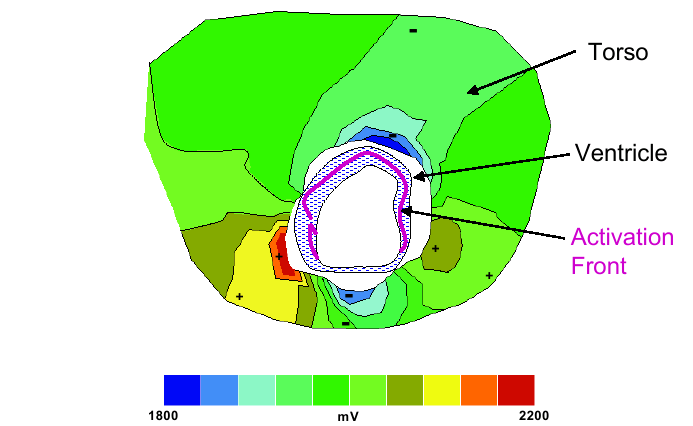 Torso
Ventricle
Activation
Front
-
-
+
+
+
+
-
-
1800 mV 2200